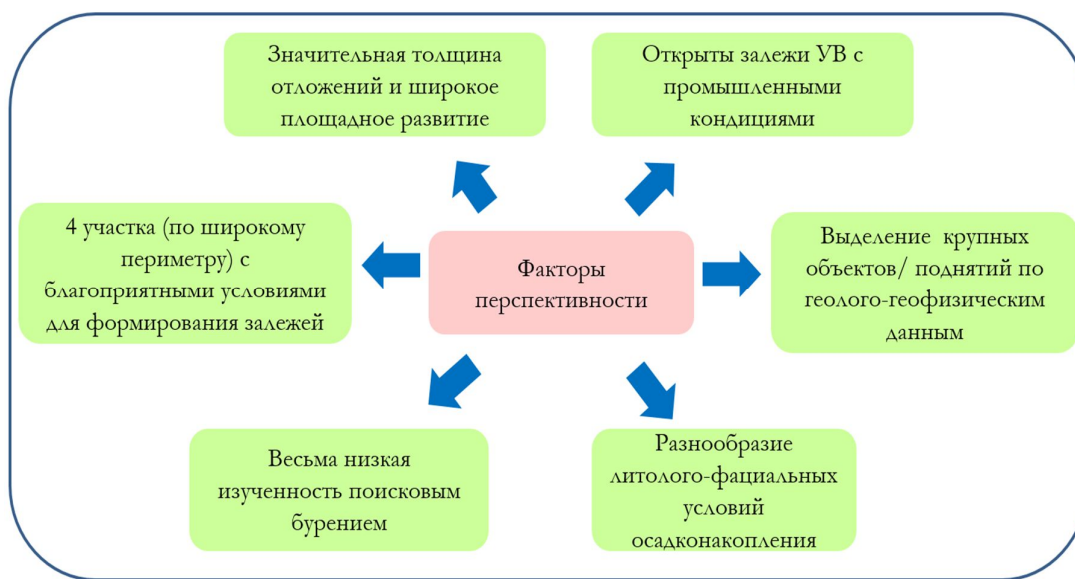 Значительная толщина
отложений и широкое
площадное развитие
Открыты залежи УВ с
промышленными
кондициями
4 участка (по широкому
периметру) с
благоприятными условиями
для формирования залежей
Факторы
перспективности
Выделение крупных
объектов/ поднятий по
геолого-геофизическим
данным
Весьма низкая
изученность поисковым
бурением
Разнообразие
литолого-фациальных
условий
осадконакопления